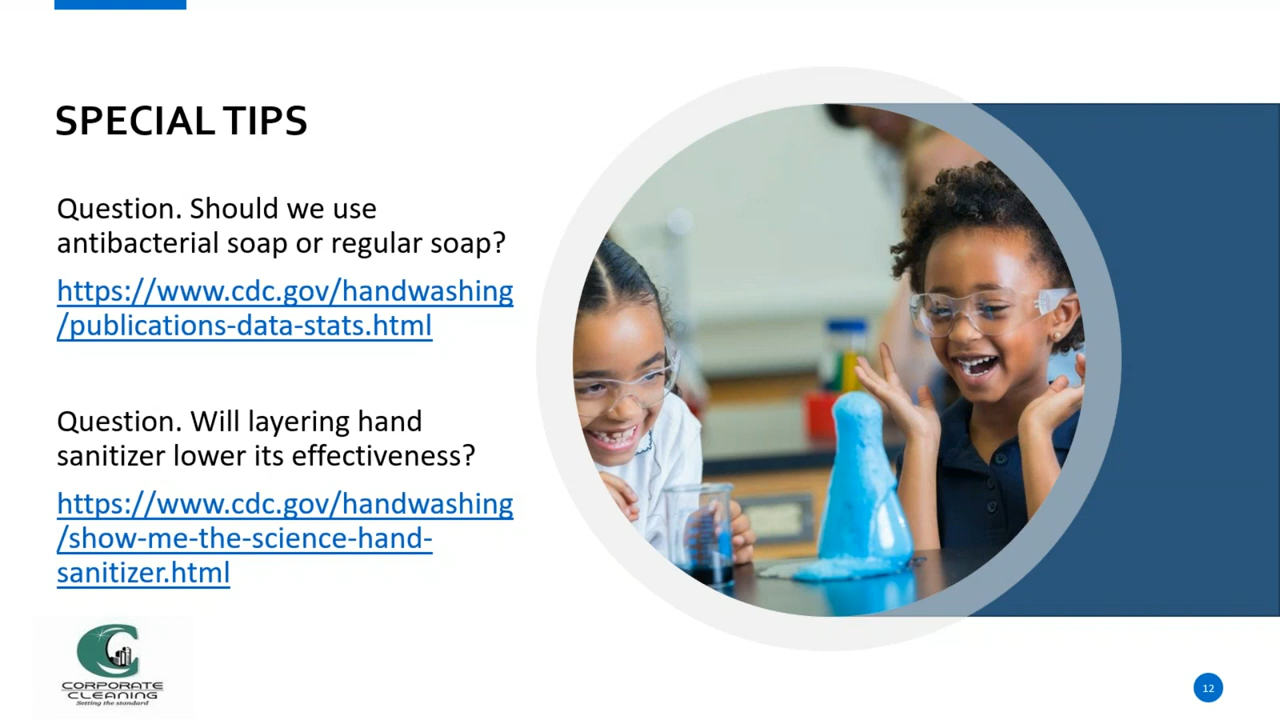 SPECIAL TIPS
Question. Should we use
antibacterial soap or regular soap?
https://www.cdc.gov/handwashing
/publications-data-stats.html
Question. Will layering hand
sanitizer lower its effectiveness?
https://www.cdc.gov/handwashing
/show-me-the-science-hand-
sanitizer.html
CORPORATE
CLEANING
Setting the standard
12